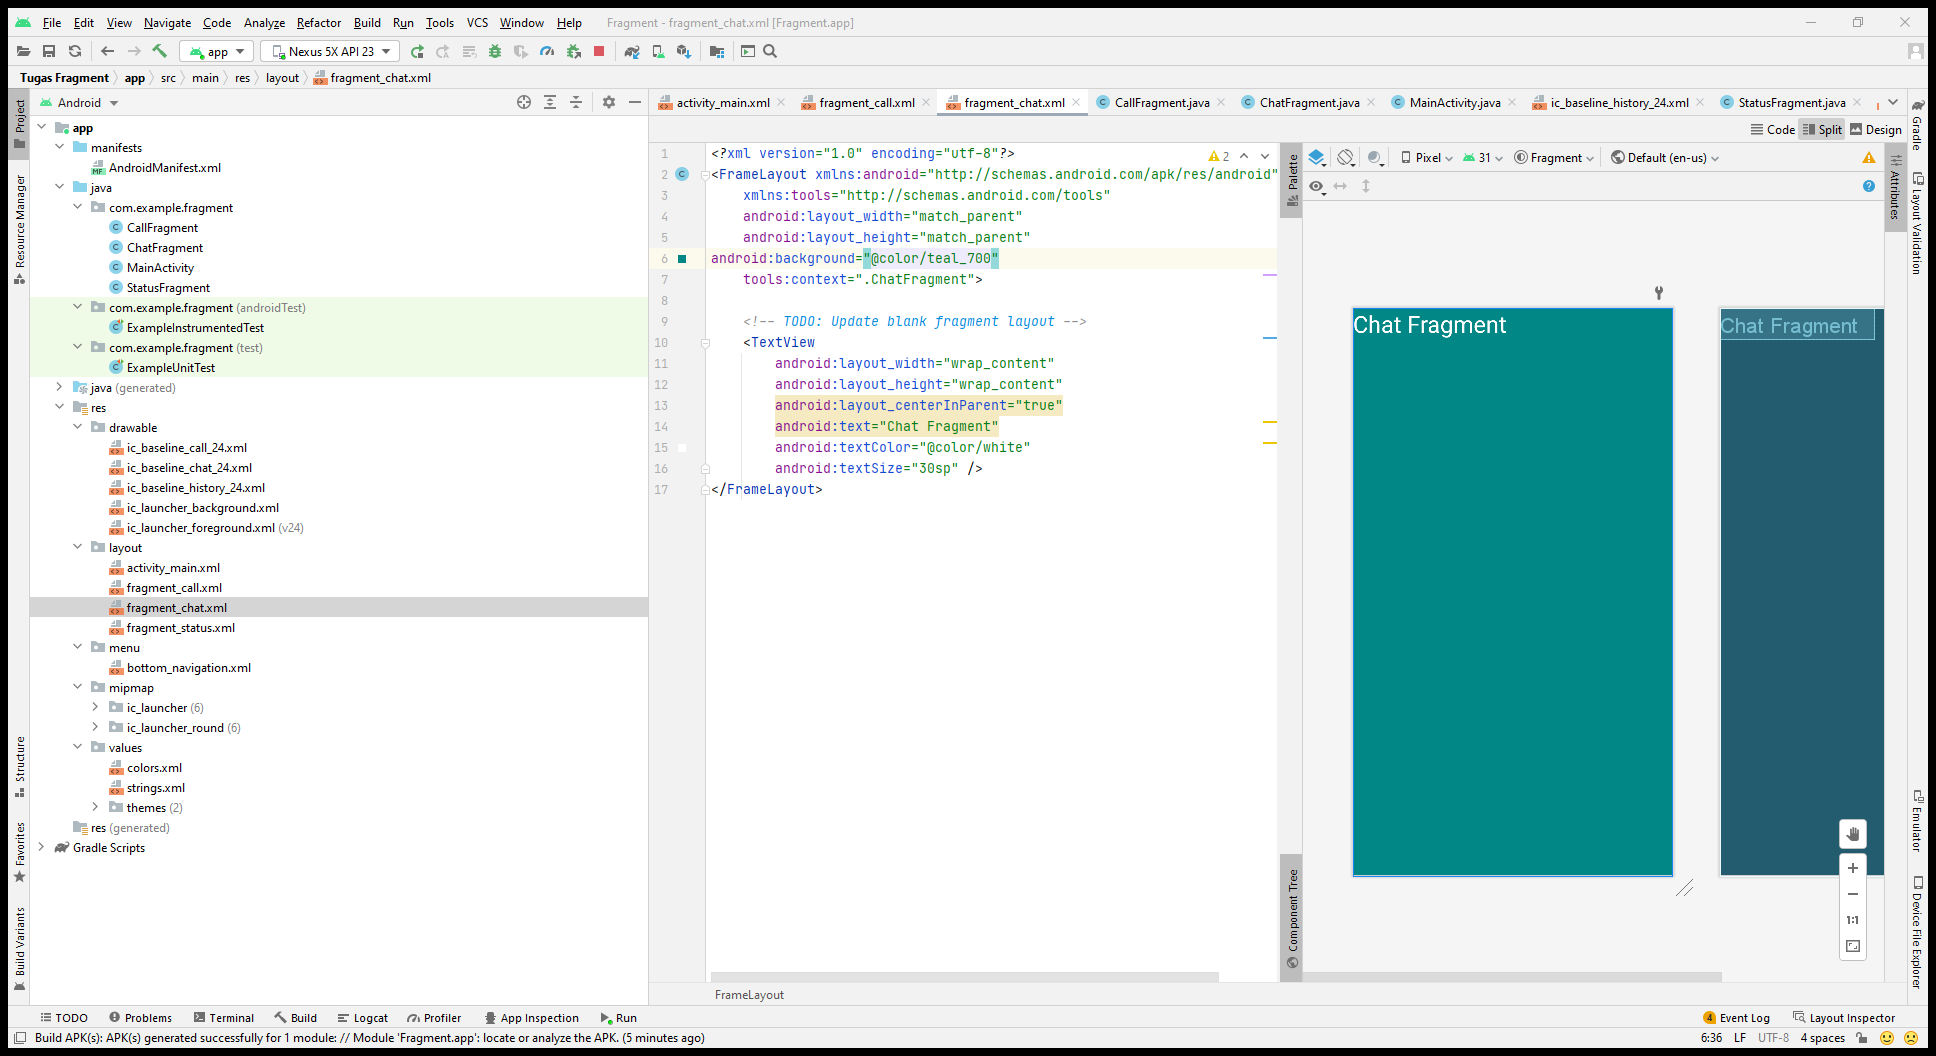 File Edit View Navigate Code Analyze Refactor Build Run Tools VCS Window Help Fragment - fragment_chat.xml [Fragment.app]
app Nexus 5X API 23
Tugas Fragment app src main res layout fragment_chat.xml
Android
activity_main.xml fragment_call.xml fragment_chat.xml CallFragment.java ChatFragment.java MainActivity.java ic_baseline_history_24.xml StatusFragment.java
Code Split Design
Project
Resource Manager
Structure
Favorites
Build Variants
app
manifests
AndroidManifest.xml
java
com.example.fragment
CallFragment
ChatFragment
MainActivity
StatusFragment
com.example.fragment (androidTest)
ExampleInstrumentedTest
com.example.fragment (test)
ExampleUnitTest
java (generated)
res
drawable
ic_baseline_call_24.xml
ic_baseline_chat_24.xml
ic_baseline_history_24.xml
ic_launcher_background.xml
ic_launcher_foreground.xml (v24)
layout
activity_main.xml
fragment_call.xml
fragment_chat.xml
fragment_status.xml
menu
bottom_navigation.xml
mipmap
ic_launcher (6)
ic_launcher_round (6)
values
colors.xml
strings.xml
themes (2)
res (generated)
Gradle Scripts
1 <?xml version="1.0" encoding="utf-8"?>
2 <FrameLayout xmlns:android="http://schemas.android.com/apk/res/android"
3 xmlns:tools="http://schemas.android.com/tools"
4 android:layout_width="match_parent"
5 android:layout_height="match_parent"
6 android:background="@color/teal_700"
7 tools:context=".ChatFragment">
8
9 <!-- TODO: Update blank fragment layout -->
10 <TextView
11 android:layout_width="wrap_content"
12 android:layout_height="wrap_content"
13 android:layout_centerInParent="true"
14 android:text="Chat Fragment"
15 android:textColor="@color/white"
16 android:textSize="30sp" />
17 </FrameLayout>
2
FrameLayout
Palette
Component Tree
Pixel 31 Fragment Default (en-us)
Chat Fragment
Chat Fragment
1:1
Attributes
Gradle
Layout Validation
Emulator
Device File Explorer
TODO Problems Terminal Build Logcat Profiler App Inspection Run 4 Event Log Layout Inspector
Build APK(s): APK(s) generated successfully for 1 module: // Module 'Fragment.app': locate or analyze the APK. (5 minutes ago) 6:36 LF UTF-8 4 spaces